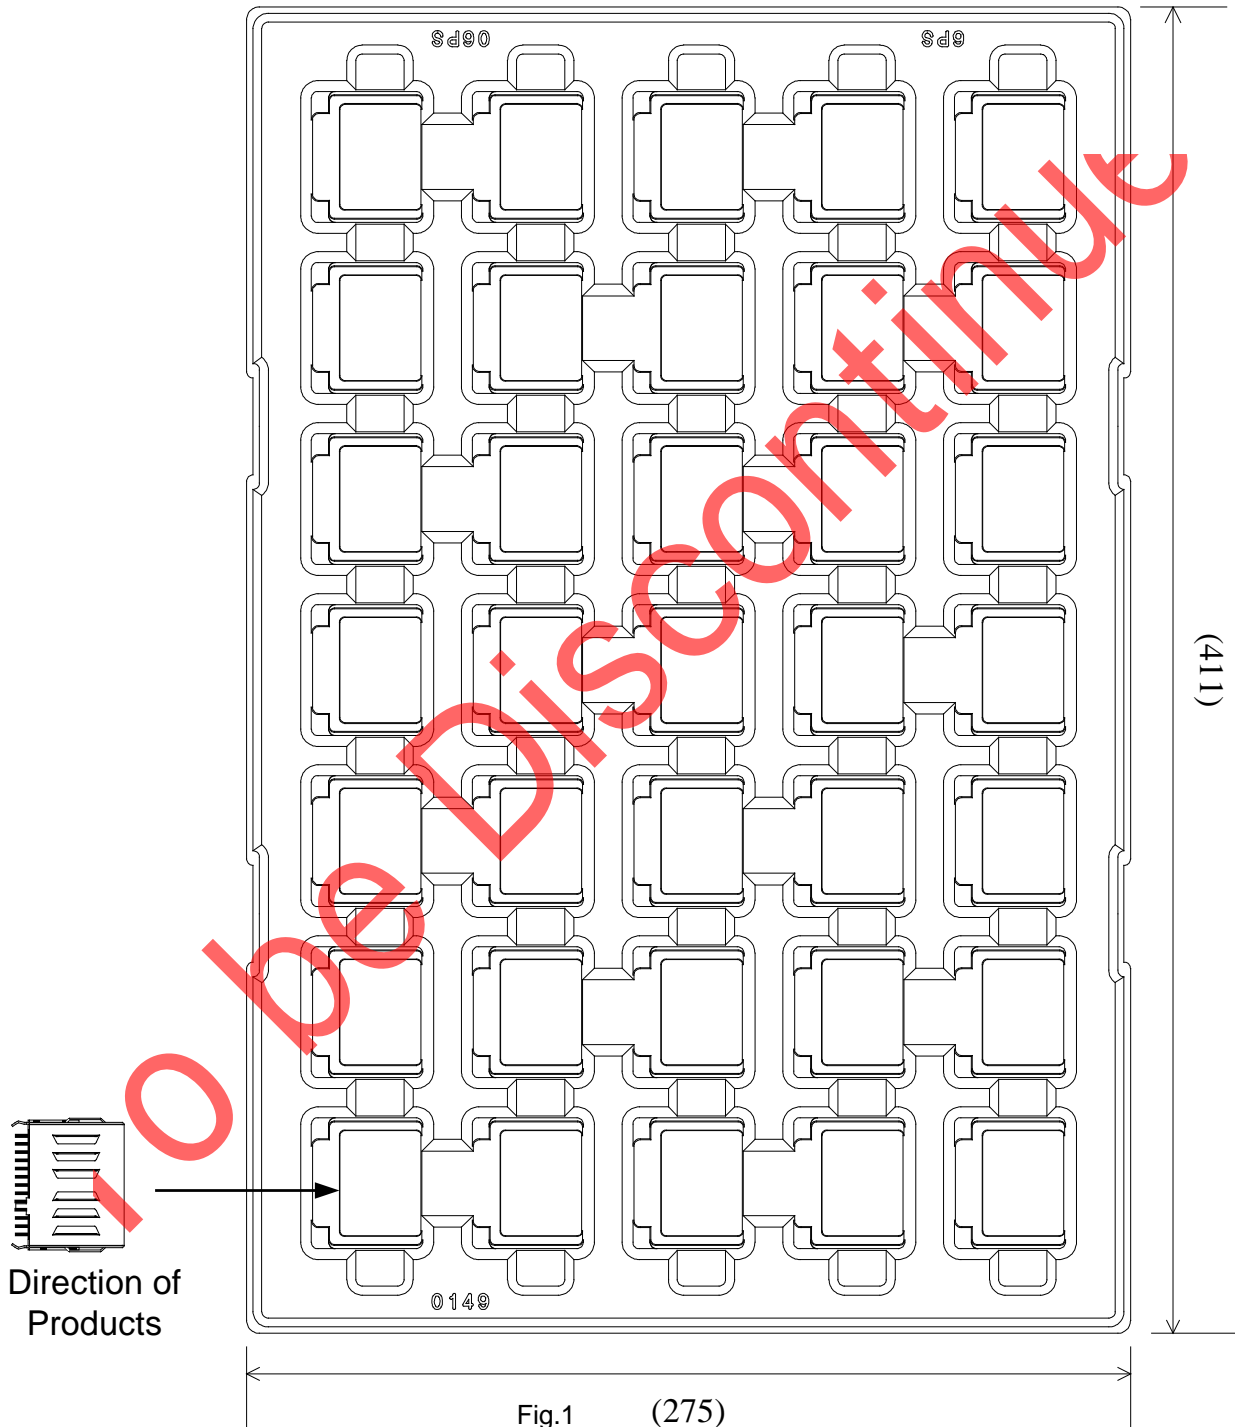 06PS
6PS
To be Discontinue
(411)
Direction of
Products
0149
Fig.1
(275)